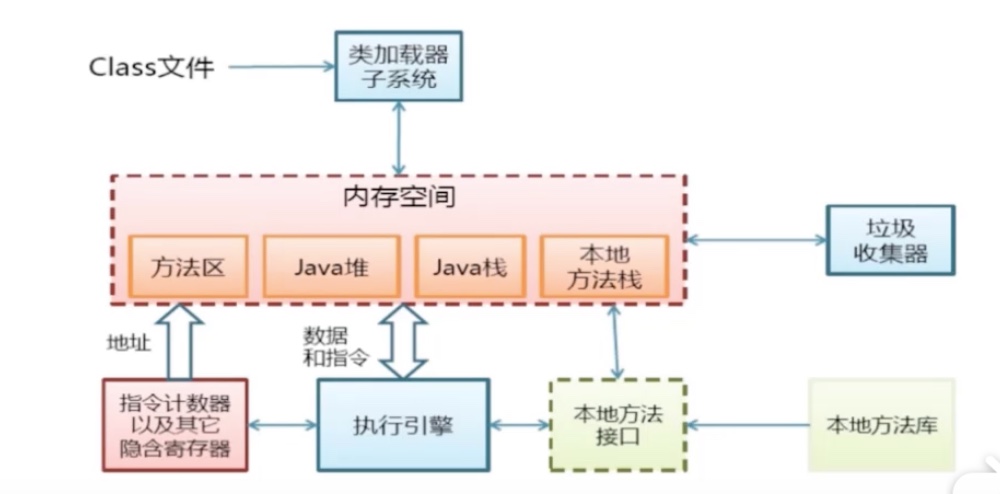 Class文件
类加载器
子系统
内存空间
方法区
Java堆
Java栈
本地
方法栈
垃圾
收集器
地址
数据
和指令
指令计数器
以及其它
隐含寄存器
执行引擎
本地方法
接口
本地方法库